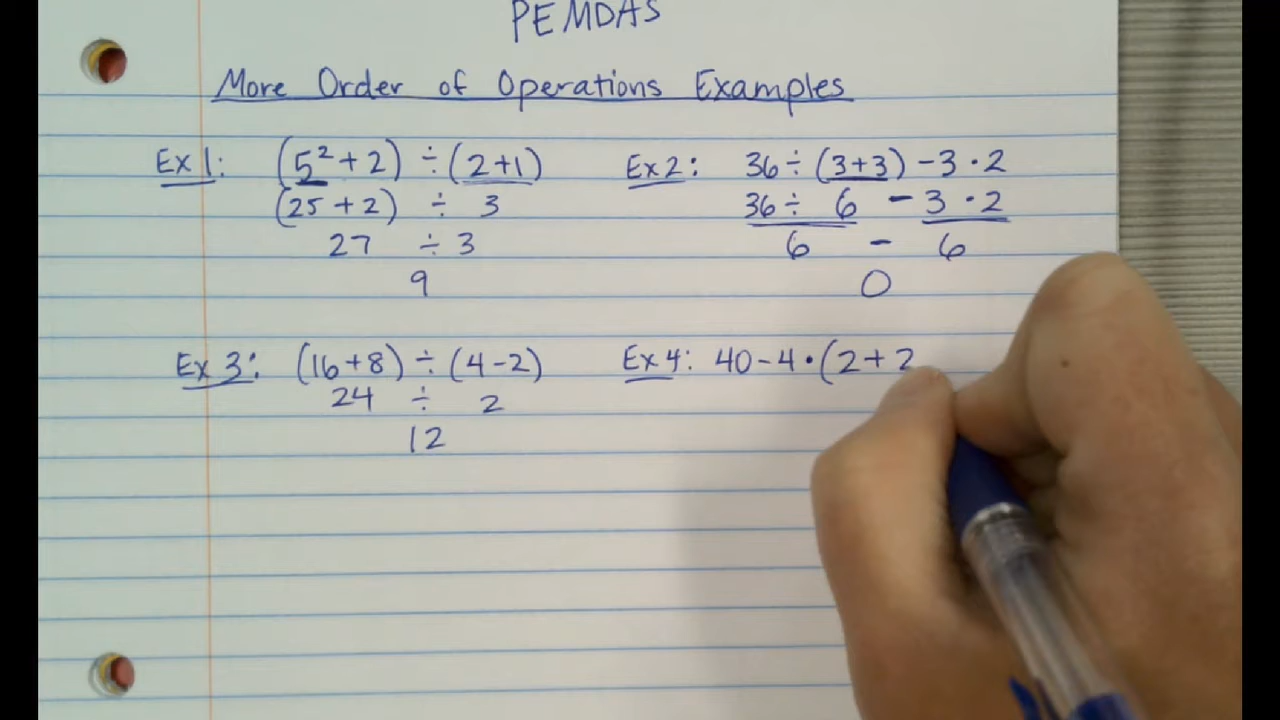 PEMDAS
More Order of Operations Examples
Ex 1: (5²+2) ÷ (2+1)
(25+2) ÷ 3
27 ÷ 3
9
Ex 2: 36 ÷ (3+3) - 3 · 2
36 ÷ 6 - 3 · 2
6 - 6
0
Ex 3: (16+8) ÷ (4-2)
24 ÷ 2
12
Ex 4: 40 - 4 · (2+2